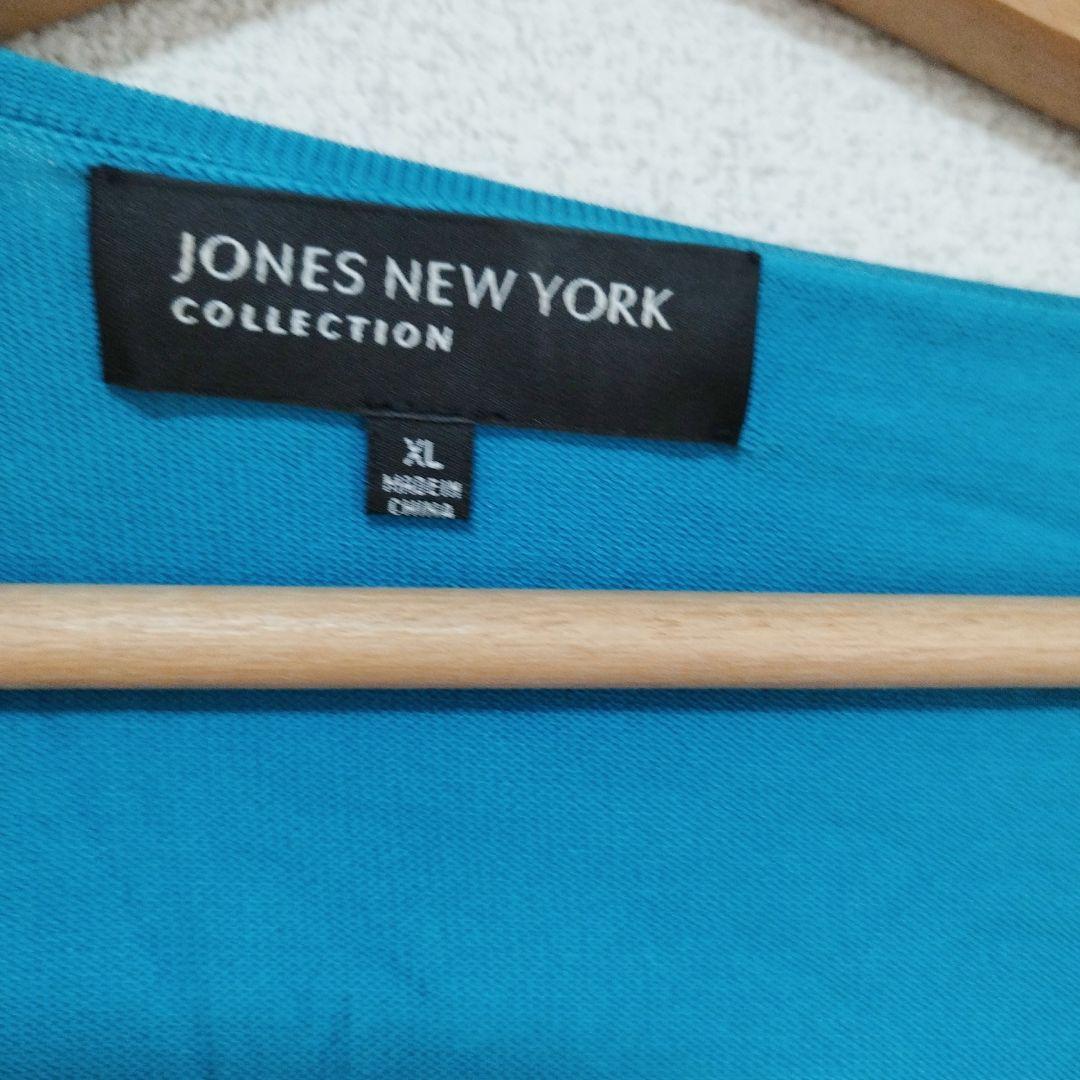 JONES NEW YORK
COLLECTION
XL
MADE IN
CHINA